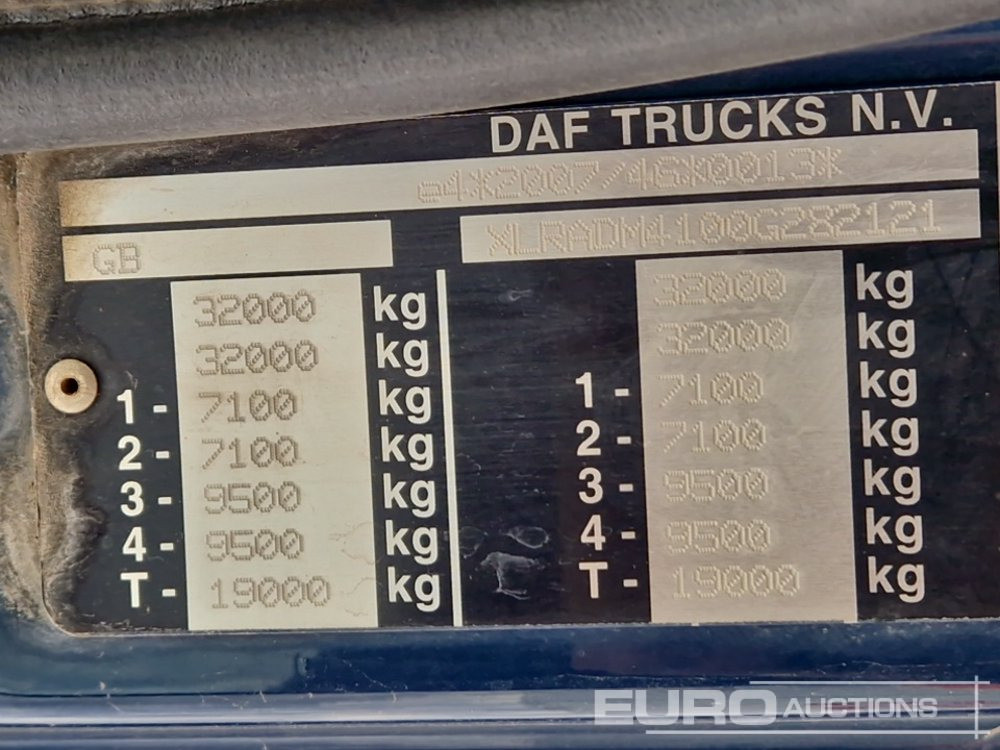 DAF TRUCKS N.V.
e4*2007/46*0013*
GB XLRADM4100G282121
32000 kg 32000 kg
32000 kg 32000 kg
1- 7100 kg 1- 7100 kg
2- 7100 kg 2- 7100 kg
3- 9500 kg 3- 9500 kg
4- 9500 kg 4- 9500 kg
T- 19000 kg T- 19000 kg
EURO AUCTIONS